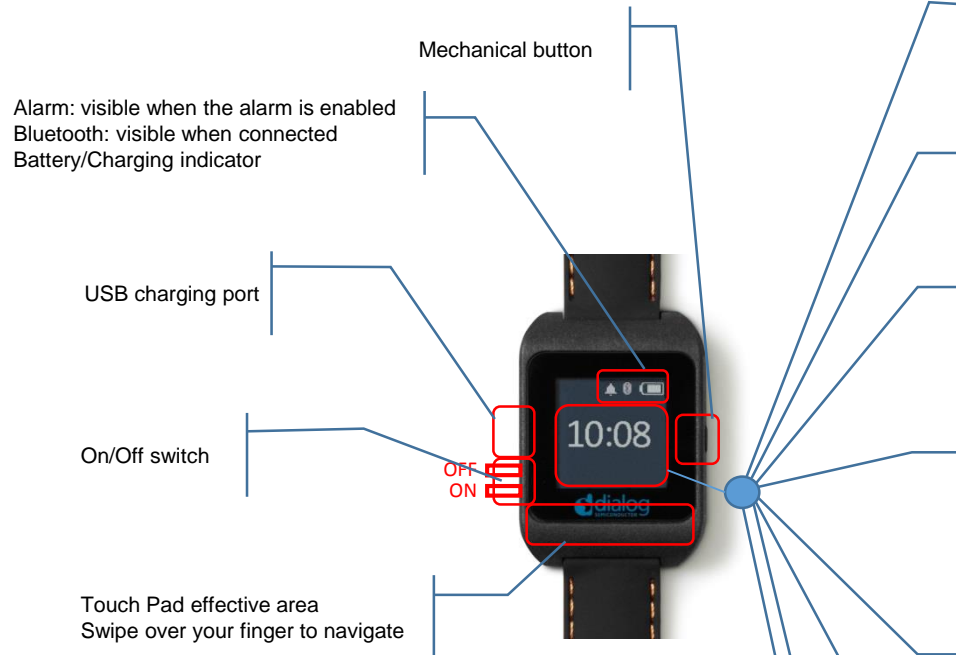 Mechanical button
Alarm: visible when the alarm is enabled
Bluetooth: visible when connected
Battery/Charging indicator
USB charging port
10:08
On/Off switch
OFF
ON
dialog
SEMICONDUCTOR
Touch Pad effective area
Swipe over your finger to navigate